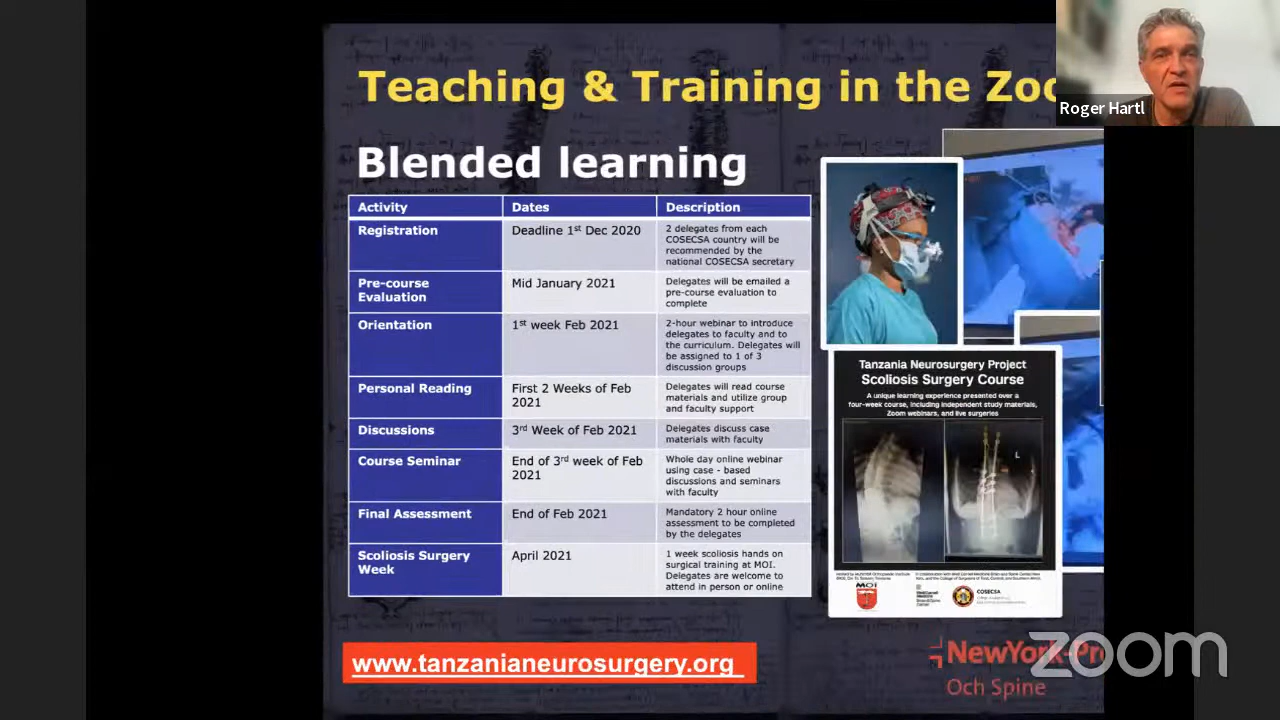 Teaching & Training in the Zoo
Roger Hartl
Blended learning
Activity Dates Description
Registration Deadline 1st Dec 2020 2 delegates from each
COSECSA country will be
recommended by the
national COSECSA secretary
Pre-course Mid January 2021 Delegates will be emailed a
Evaluation pre-course evaluation to
complete
Orientation 1st week Feb 2021 2-hour webinar to introduce
delegates to faculty and to
the curriculum. Delegates will
be assigned to 1 of 3
discussion groups
Personal Reading First 2 Weeks of Feb Delegates will read course
2021 materials and utilize group
and faculty support
Discussions 3rd Week of Feb 2021 Delegates discuss case
materials with faculty
Course Seminar End of 3rd week of Feb Whole day online webinar
2021 using case - based
discussions and seminars
with faculty
Final Assessment End of Feb 2021 Mandatory 2 hour online
assessment to be completed
by the delegates
Scoliosis Surgery April 2021 1 week scoliosis hands on
Week surgical training at MOI.
Delegates are welcome to
attend in person or online
Tanzania Neurosurgery Project
Scoliosis Surgery Course
A unique learning experience presented over a
four-week course, including independent study materials,
Zoom webinars, and live surgeries
L
MOI
COSECSA
www.tanzanianeurosurgery.org
NewYork-Pr
Och Spine
zoom